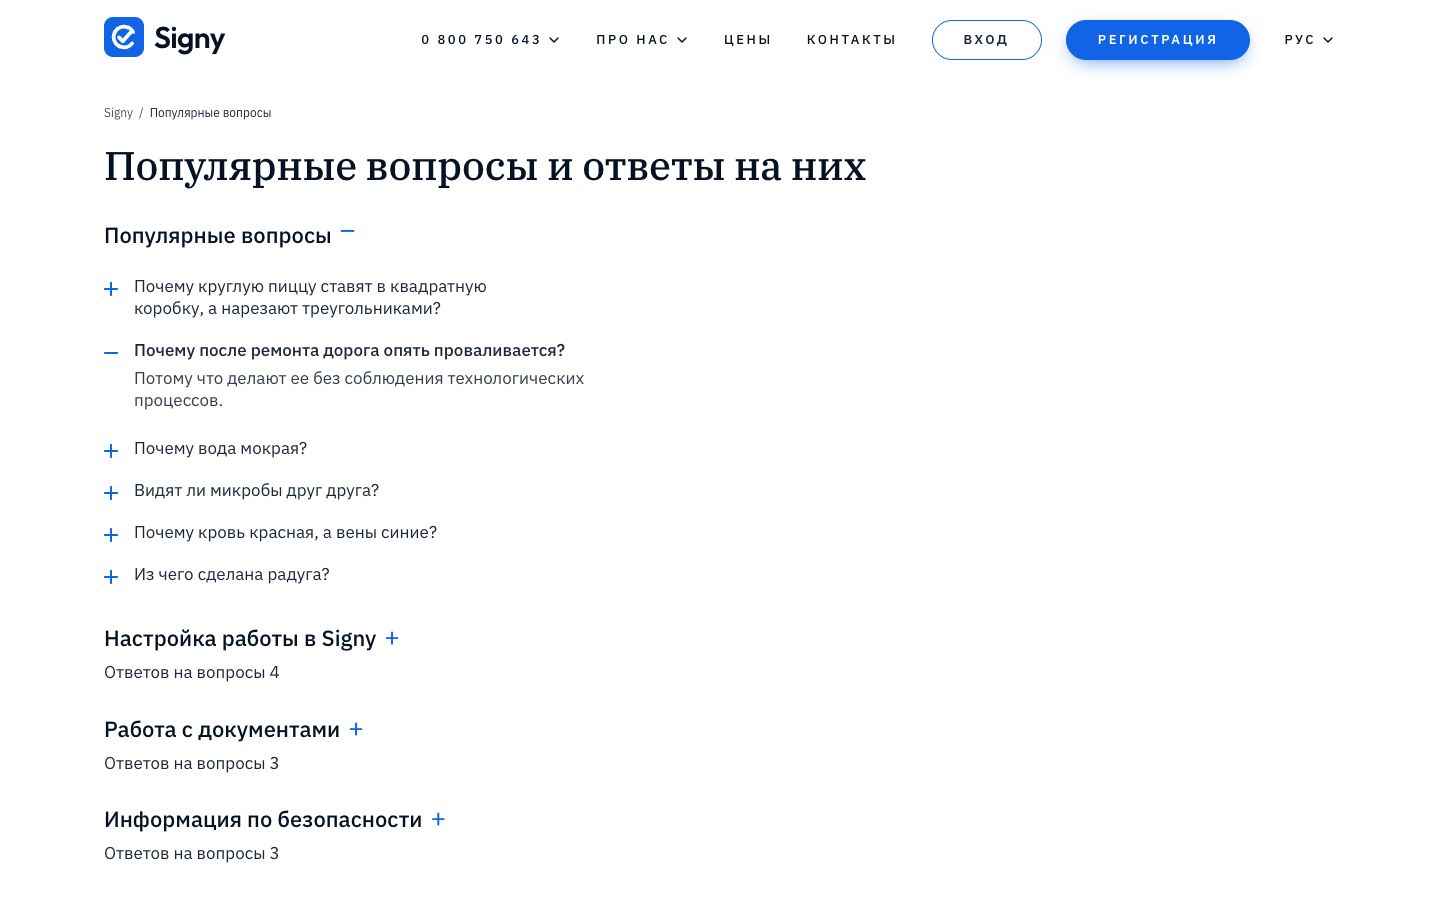 Signy
0 800 750 643
ПРО НАС
ЦЕНЫ
КОНТАКТЫ
ВХОД
РЕГИСТРАЦИЯ
РУС
Signy / Популярные вопросы
Популярные вопросы и ответы на них
Популярные вопросы
Почему круглую пиццу ставят в квадратную
коробку, а нарезают треугольниками?
Почему после ремонта дорога опять проваливается?
Потому что делают ее без соблюдения технологических
процессов.
Почему вода мокрая?
Видят ли микробы друг друга?
Почему кровь красная, а вены синие?
Из чего сделана радуга?
Настройка работы в Signy
Ответов на вопросы 4
Работа с документами
Ответов на вопросы 3
Информация по безопасности
Ответов на вопросы 3